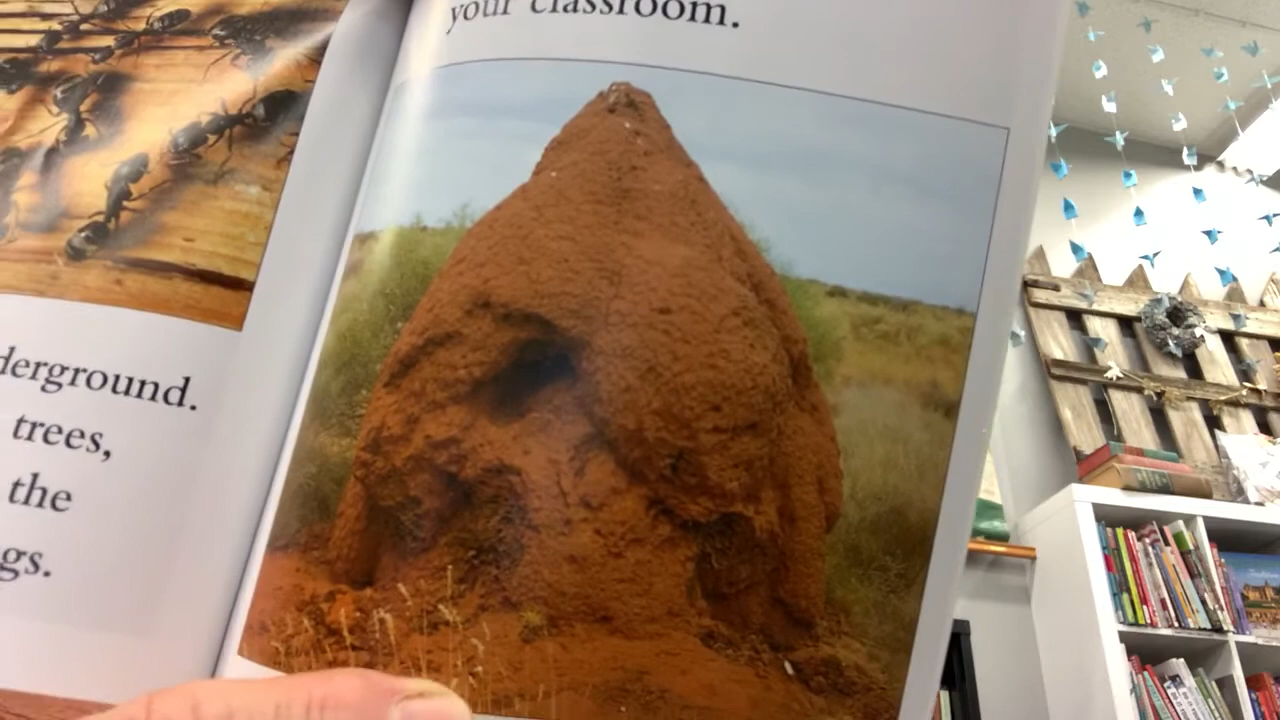 derground.
trees,
the
gs.
your classroom.